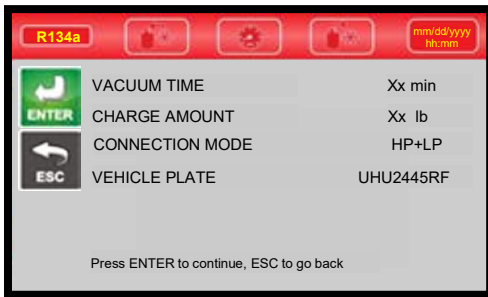 R134a
mm/dd/yyyy
hh:mm
ENTER
VACUUM TIME Xx min
CHARGE AMOUNT Xx lb
CONNECTION MODE HP+LP
ESC
VEHICLE PLATE UHU2445RF
Press ENTER to continue, ESC to go back